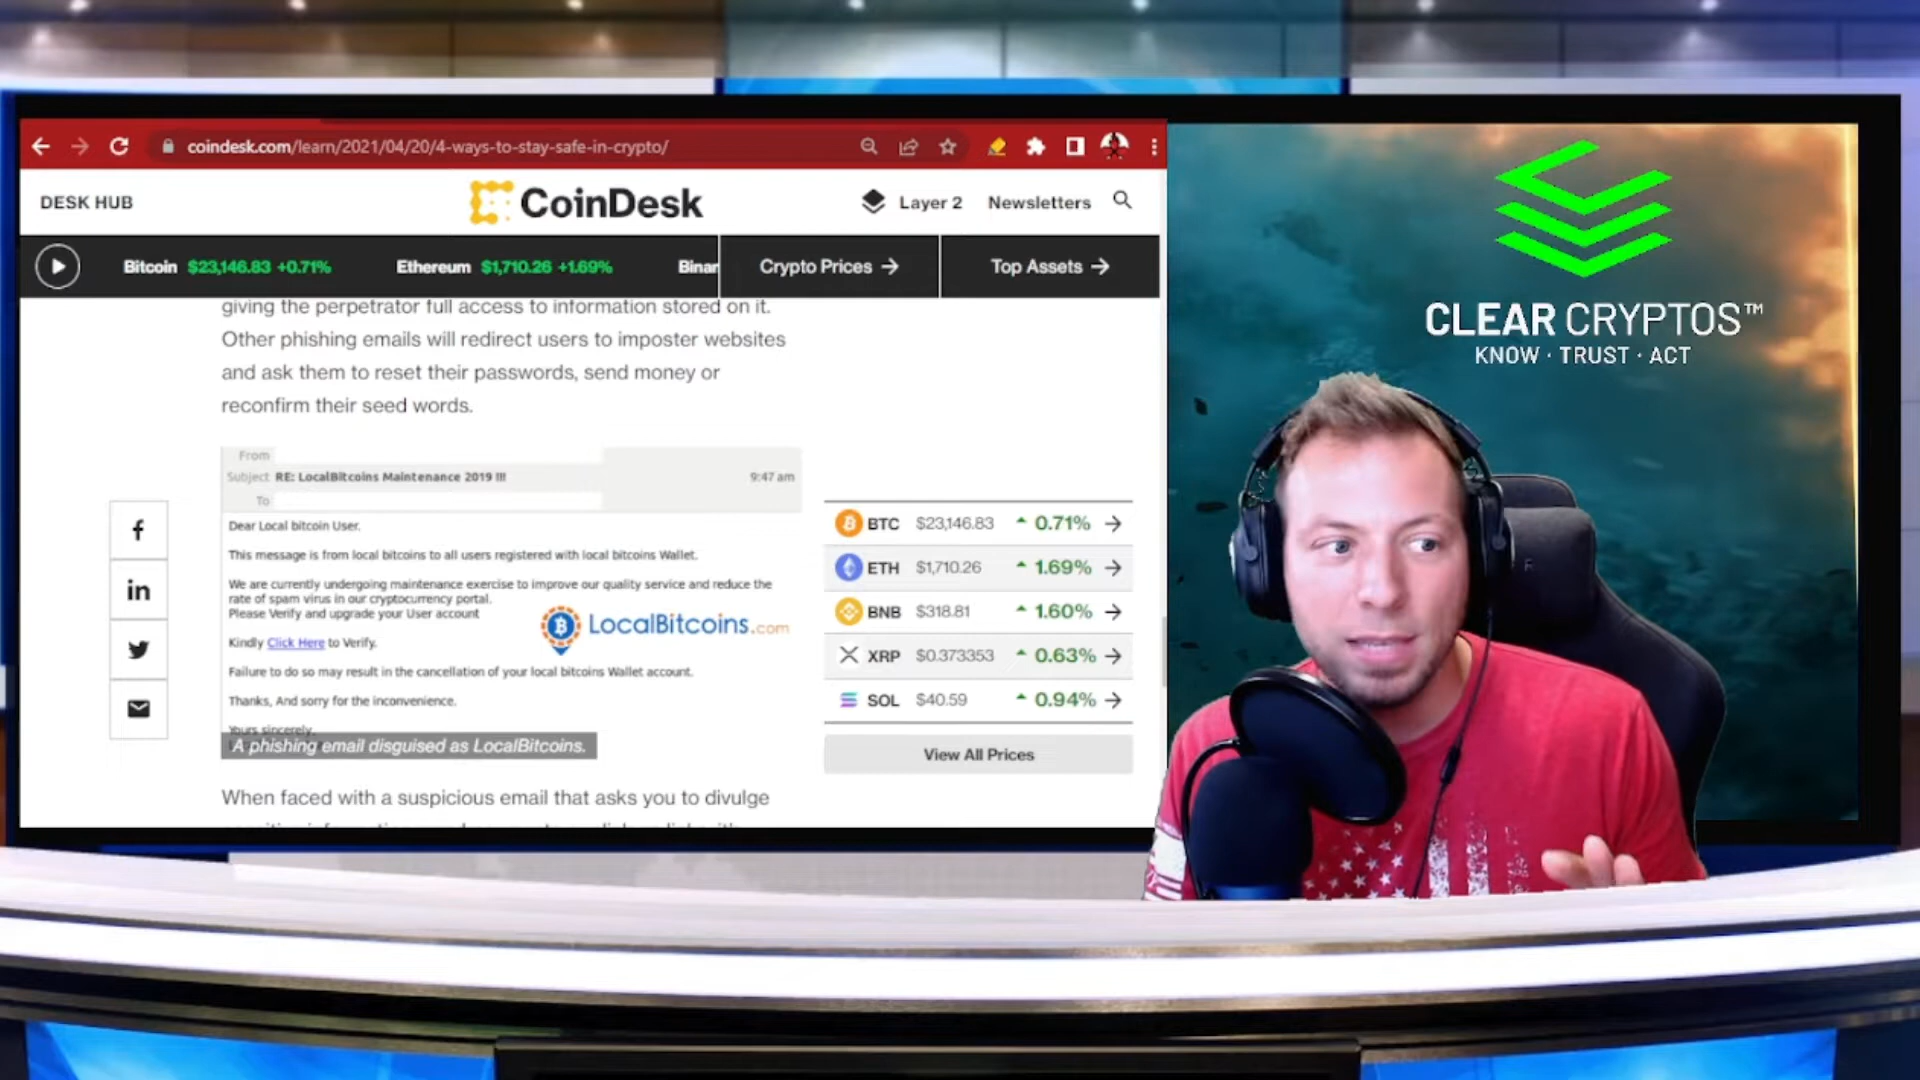 coindesk.com/learn/2021/04/20/4-ways-to-stay-safe-in-crypto/
DESK HUB
CoinDesk
Layer 2
Newsletters
Bitcoin $23,146.83 +0.71%
Ethereum $1,710.26 +1.69%
Binar
Crypto Prices →
Top Assets →
giving the perpetrator full access to information stored on it.
Other phishing emails will redirect users to imposter websites
and ask them to reset their passwords, send money or
reconfirm their seed words.
From
Subject RE: LocalBitcoins Maintenance 2019 !!! 9:47 am
To
Dear Local bitcoin User.
This message is from local bitcoins to all users registered with local bitcoins Wallet.
We are currently undergoing maintenance exercise to improve our quality service and reduce the
rate of spam virus in our cryptocurrency portal.
Please Verify and upgrade your User account
LocalBitcoins.com
Kindly Click Here to Verify.
Failure to do so may result in the cancellation of your local bitcoins Wallet account.
Thanks, And sorry for the inconvenience.
Yours sincerely,
A phishing email disguised as LocalBitcoins.
When faced with a suspicious email that asks you to divulge
BTC $23,146.83 0.71% →
ETH $1,710.26 1.69% →
BNB $318.81 1.60% →
XRP $0.373353 0.63% →
SOL $40.59 0.94% →
View All Prices
CLEAR CRYPTOS™
KNOW · TRUST · ACT